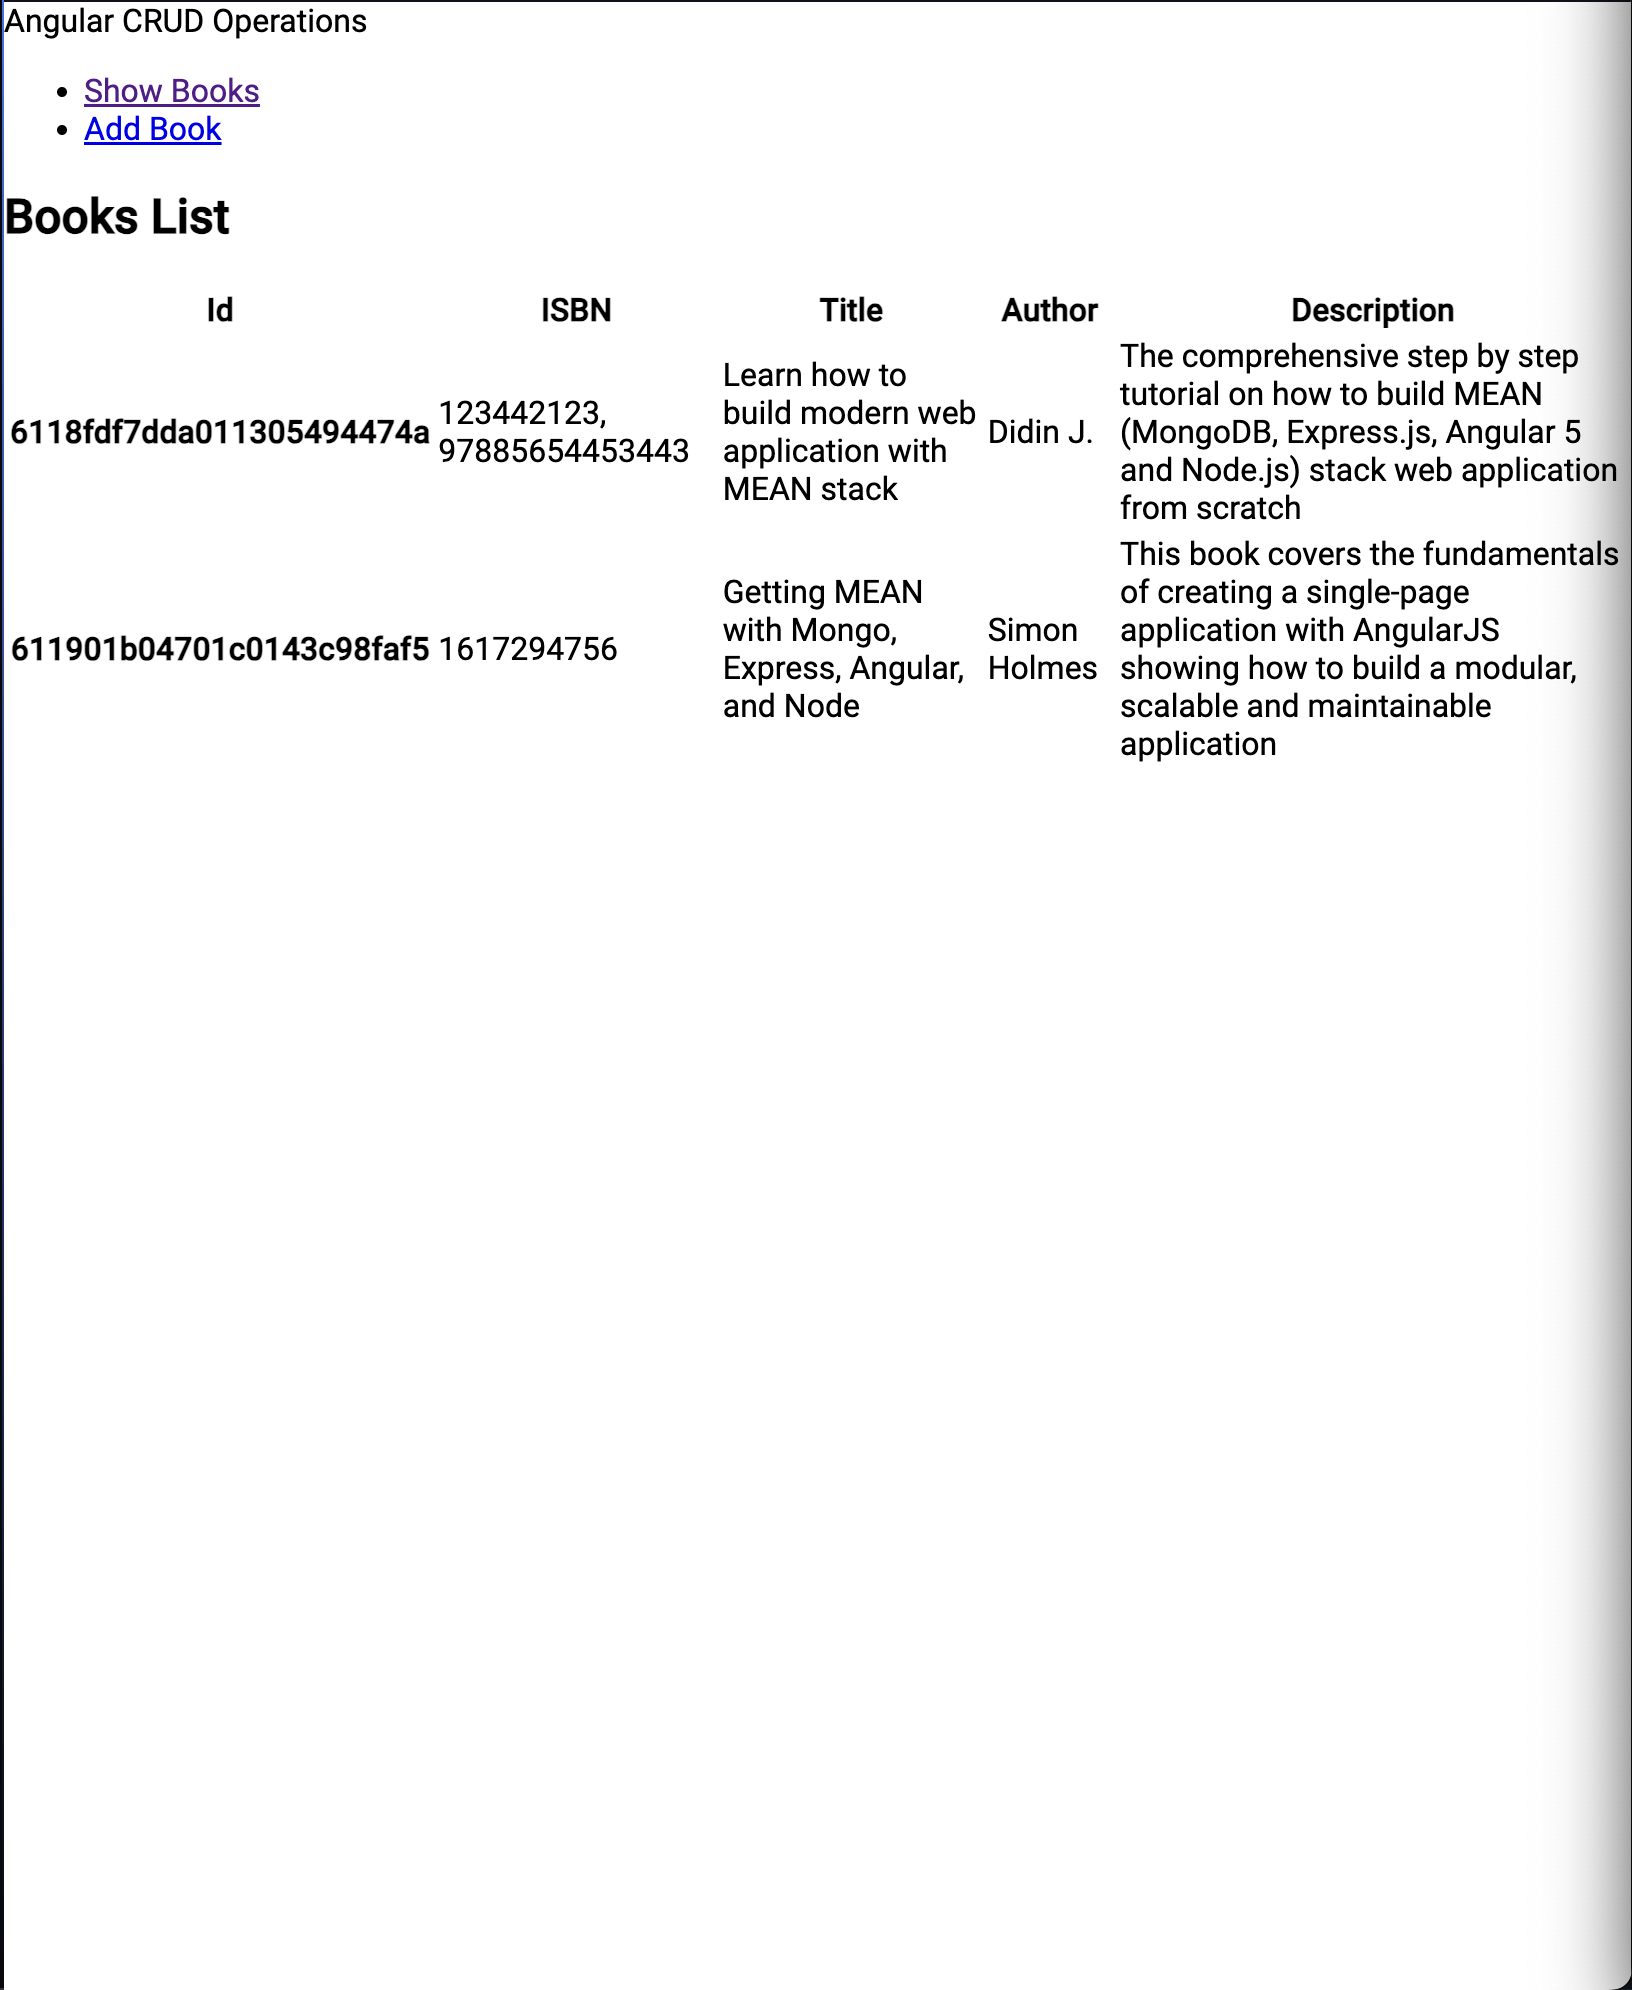 Angular CRUD Operations
Show Books
Add Book
Books List
Id ISBN Title Author Description
6118fdf7dda011305494474a
123442123,
97885654453443
Learn how to
build modern web
application with
MEAN stack
Didin J.
The comprehensive step by step
tutorial on how to build MEAN
(MongoDB, Express.js, Angular 5
and Node.js) stack web application
from scratch
611901b04701c0143c98faf5
1617294756
Getting MEAN
with Mongo,
Express, Angular,
and Node
Simon
Holmes
This book covers the fundamentals
of creating a single-page
application with AngularJS
showing how to build a modular,
scalable and maintainable
application